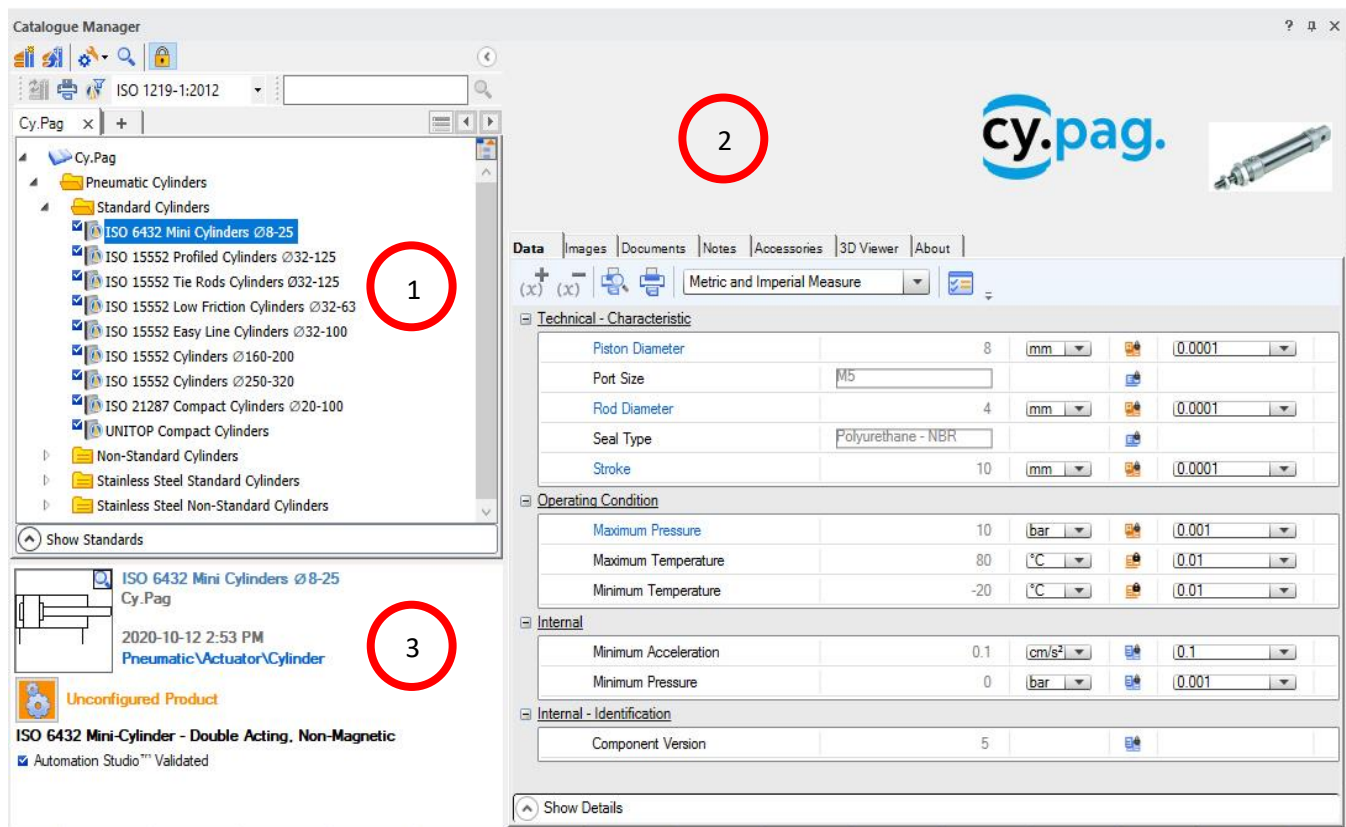 Catalogue Manager
?
ISO 1219-1:2012
Cy.Pag x +
Cy.Pag
Pneumatic Cylinders
Standard Cylinders
ISO 6432 Mini Cylinders Ø8-25
ISO 15552 Profiled Cylinders Ø32-125
ISO 15552 Tie Rods Cylinders Ø32-125
ISO 15552 Low Friction Cylinders Ø32-63
ISO 15552 Easy Line Cylinders Ø32-100
ISO 15552 Cylinders Ø160-200
ISO 15552 Cylinders Ø250-320
ISO 21287 Compact Cylinders Ø20-100
UNITOP Compact Cylinders
Non-Standard Cylinders
Stainless Steel Standard Cylinders
Stainless Steel Non-Standard Cylinders
1
Show Standards
ISO 6432 Mini Cylinders Ø8-25
Cy.Pag
2020-10-12 2:53 PM
Pneumatic\Actuator\Cylinder
3
Unconfigured Product
ISO 6432 Mini-Cylinder - Double Acting, Non-Magnetic
Automation Studio™ Validated
2
cy.pag.
Data Images Documents Notes Accessories 3D Viewer About
(x)+ (x)- Metric and Imperial Measure
Technical - Characteristic
Piston Diameter 8 mm 0.0001
Port Size M5
Rod Diameter 4 mm 0.0001
Seal Type Polyurethane - NBR
Stroke 10 mm 0.0001
Operating Condition
Maximum Pressure 10 bar 0.001
Maximum Temperature 80 °C 0.01
Minimum Temperature -20 °C 0.01
Internal
Minimum Acceleration 0.1 cm/s² 0.1
Minimum Pressure 0 bar 0.001
Internal - Identification
Component Version 5
Show Details